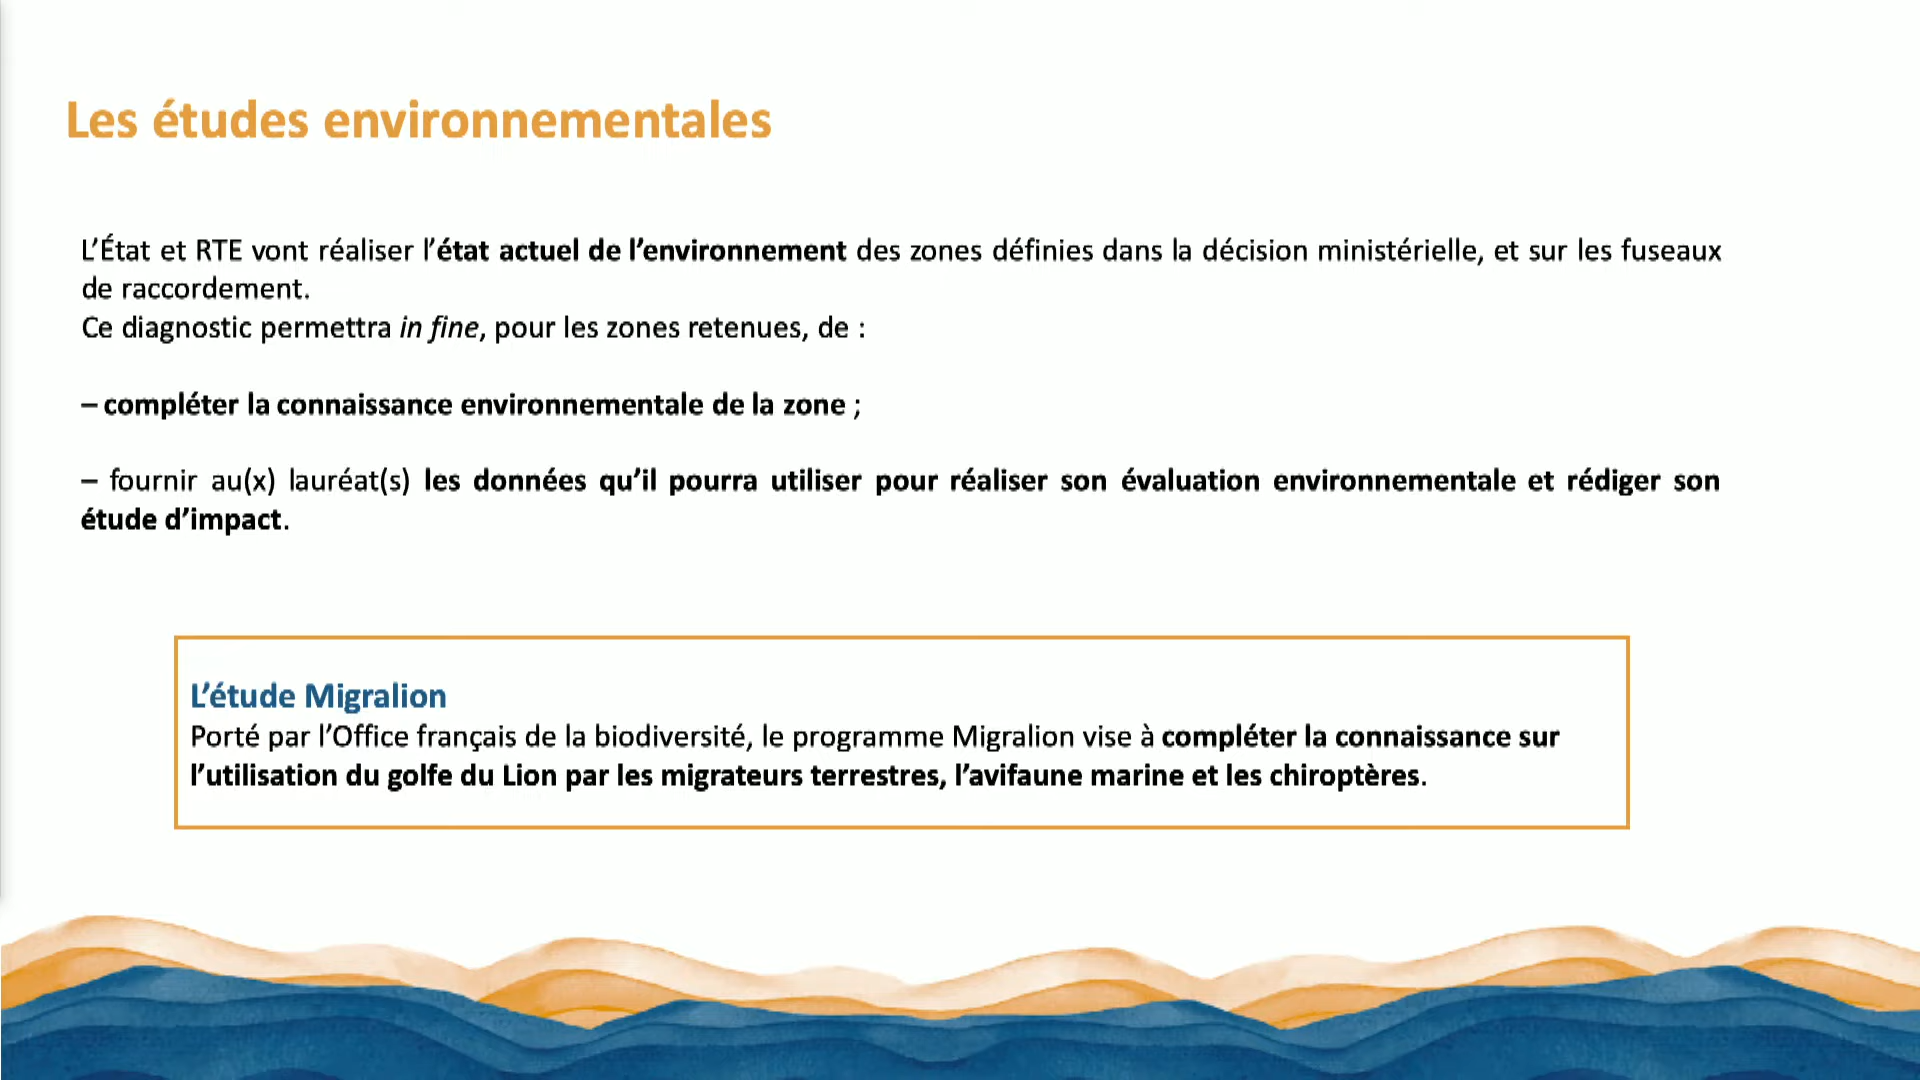 Les études environnementales
L’État et RTE vont réaliser l’état actuel de l’environnement des zones définies dans la décision ministérielle, et sur les fuseaux
de raccordement.
Ce diagnostic permettra in fine, pour les zones retenues, de :
– compléter la connaissance environnementale de la zone ;
– fournir au(x) lauréat(s) les données qu’il pourra utiliser pour réaliser son évaluation environnementale et rédiger son
étude d’impact.
L’étude Migralion
Porté par l’Office français de la biodiversité, le programme Migralion vise à compléter la connaissance sur
l’utilisation du golfe du Lion par les migrateurs terrestres, l’avifaune marine et les chiroptères.